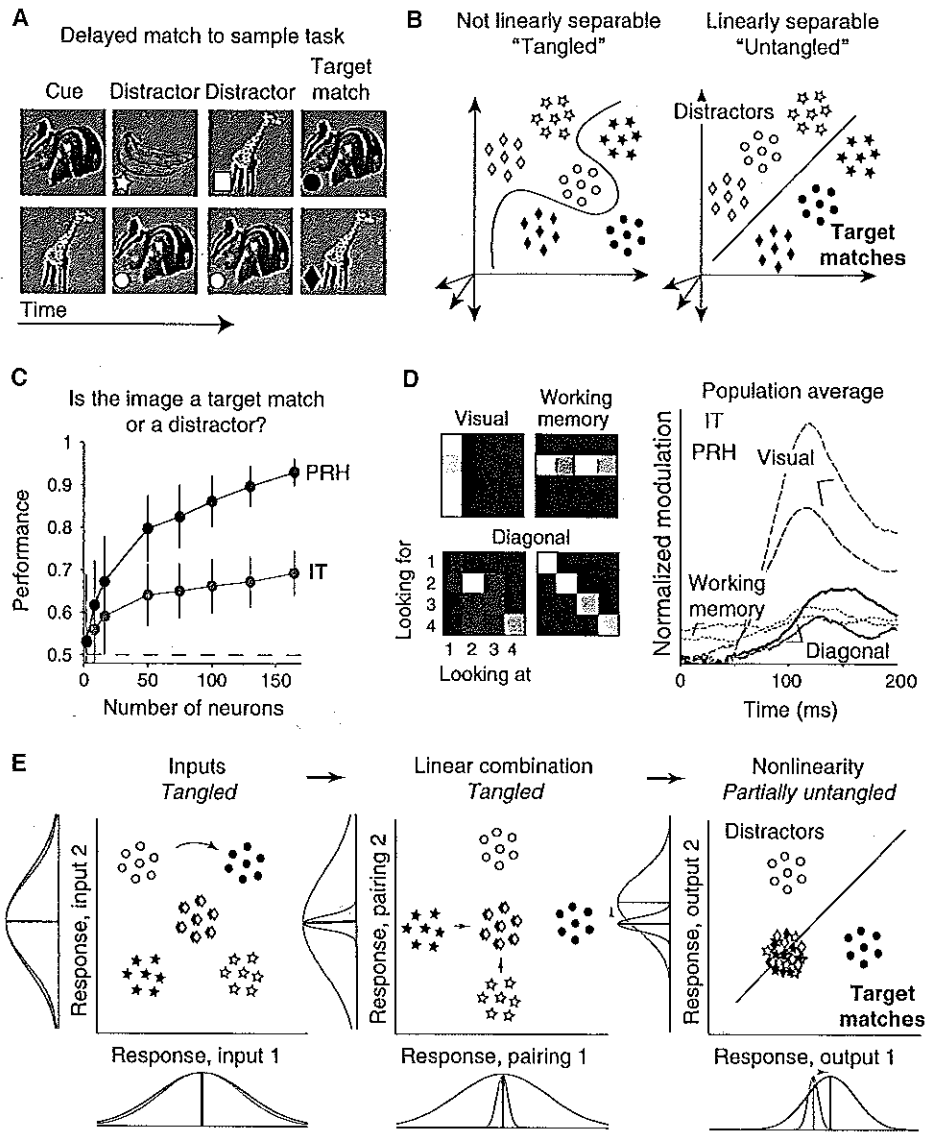 A
Delayed match to sample task
Cue
Distractor
Distractor
Target
match
Time
B
Not linearly separable
"Tangled"
Linearly separable
"Untangled"
Distractors
Target
matches
C
Is the image a target match
or a distractor?
Performance
1
0.9
0.8
0.7
0.6
0.5
PRH
IT
0
50
100
150
Number of neurons
D
Visual
Working
memory
Diagonal
Looking for
1
2
3
4
1 2 3 4
Looking at
Population average
IT
PRH
Visual
Normalized modulation
Working
memory
Diagonal
0
100
200
Time (ms)
E
Inputs
Tangled
Linear combination
Tangled
Nonlinearity
Partially untangled
Response, input 2
Response, input 1
Response, pairing 2
Response, pairing 1
Response, output 2
Distractors
Target
matches
Response, output 1